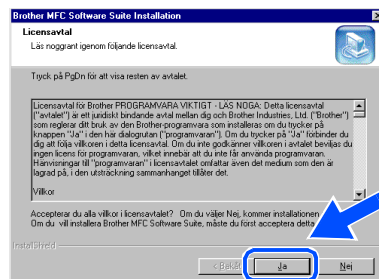 Brother MFC Software Suite Installation
Licensavtal
Läs noggrant igenom följande licensavtal.
Tryck på PgDn för att visa resten av avtalet.
Licensavtal för Brother PROGRAMVARA VIKTIGT - LÄS NOGA: Detta licensavtal
("avtalet") är ett juridiskt bindande avtal mellan dig och Brother Industries, Ltd. ("Brother")
som reglerar ditt bruk av den Brother-programvara som installeras om du trycker på
knappen "Ja" i den här dialogrutan ("programvaran"). Om du trycker på "Ja" förbinder du
dig att följa villkoren i detta licensavtal. Om du inte godkänner villkoren i avtalet beviljas du
ingen licens för programvaran, vilket innebär att du inte får använda programvaran.
Hänvisningar till "programvaran" i licensavtalet omfattar även det medium som den är
lagrad på, i den utsträckning sammanhanget tillåter det.
Villkor
Accepterar du alla villkor i licensavtalet? Om du väljer Nej, kommer installationen
Om du vill installera Brother MFC Software Suite, måste du först acceptera detta
InstallShield
< Bakåt
Ja
Nej